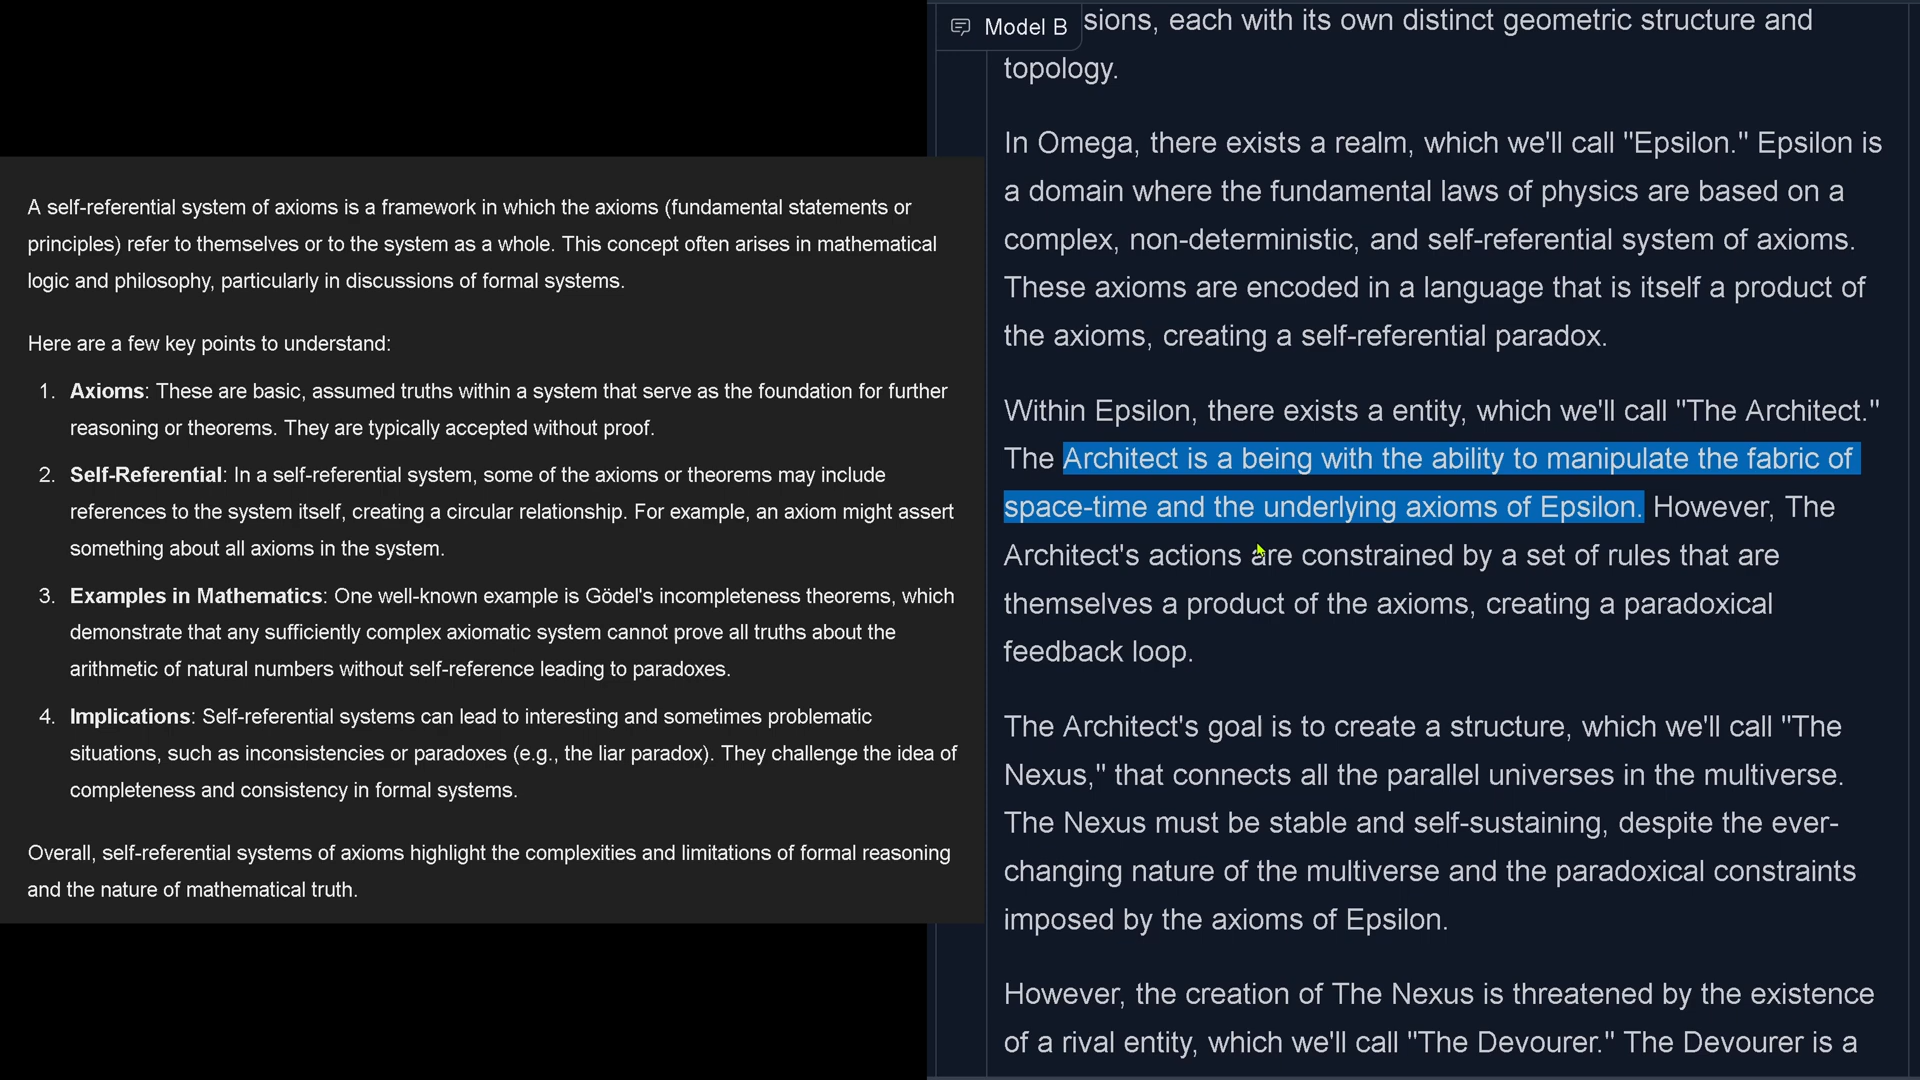 A self-referential system of axioms is a framework in which the axioms (fundamental statements or
principles) refer to themselves or to the system as a whole. This concept often arises in mathematical
logic and philosophy, particularly in discussions of formal systems.
Here are a few key points to understand:
1. Axioms: These are basic, assumed truths within a system that serve as the foundation for further
reasoning or theorems. They are typically accepted without proof.
2. Self-Referential: In a self-referential system, some of the axioms or theorems may include
references to the system itself, creating a circular relationship. For example, an axiom might assert
something about all axioms in the system.
3. Examples in Mathematics: One well-known example is Gödel's incompleteness theorems, which
demonstrate that any sufficiently complex axiomatic system cannot prove all truths about the
arithmetic of natural numbers without self-reference leading to paradoxes.
4. Implications: Self-referential systems can lead to interesting and sometimes problematic
situations, such as inconsistencies or paradoxes (e.g., the liar paradox). They challenge the idea of
completeness and consistency in formal systems.
Overall, self-referential systems of axioms highlight the complexities and limitations of formal reasoning
and the nature of mathematical truth.
Model B
sions, each with its own distinct geometric structure and
topology.
In Omega, there exists a realm, which we'll call "Epsilon." Epsilon is
a domain where the fundamental laws of physics are based on a
complex, non-deterministic, and self-referential system of axioms.
These axioms are encoded in a language that is itself a product of
the axioms, creating a self-referential paradox.
Within Epsilon, there exists a entity, which we'll call "The Architect."
The Architect is a being with the ability to manipulate the fabric of
space-time and the underlying axioms of Epsilon. However, The
Architect's actions are constrained by a set of rules that are
themselves a product of the axioms, creating a paradoxical
feedback loop.
The Architect's goal is to create a structure, which we'll call "The
Nexus," that connects all the parallel universes in the multiverse.
The Nexus must be stable and self-sustaining, despite the ever-
changing nature of the multiverse and the paradoxical constraints
imposed by the axioms of Epsilon.
However, the creation of The Nexus is threatened by the existence
of a rival entity, which we'll call "The Devourer." The Devourer is a